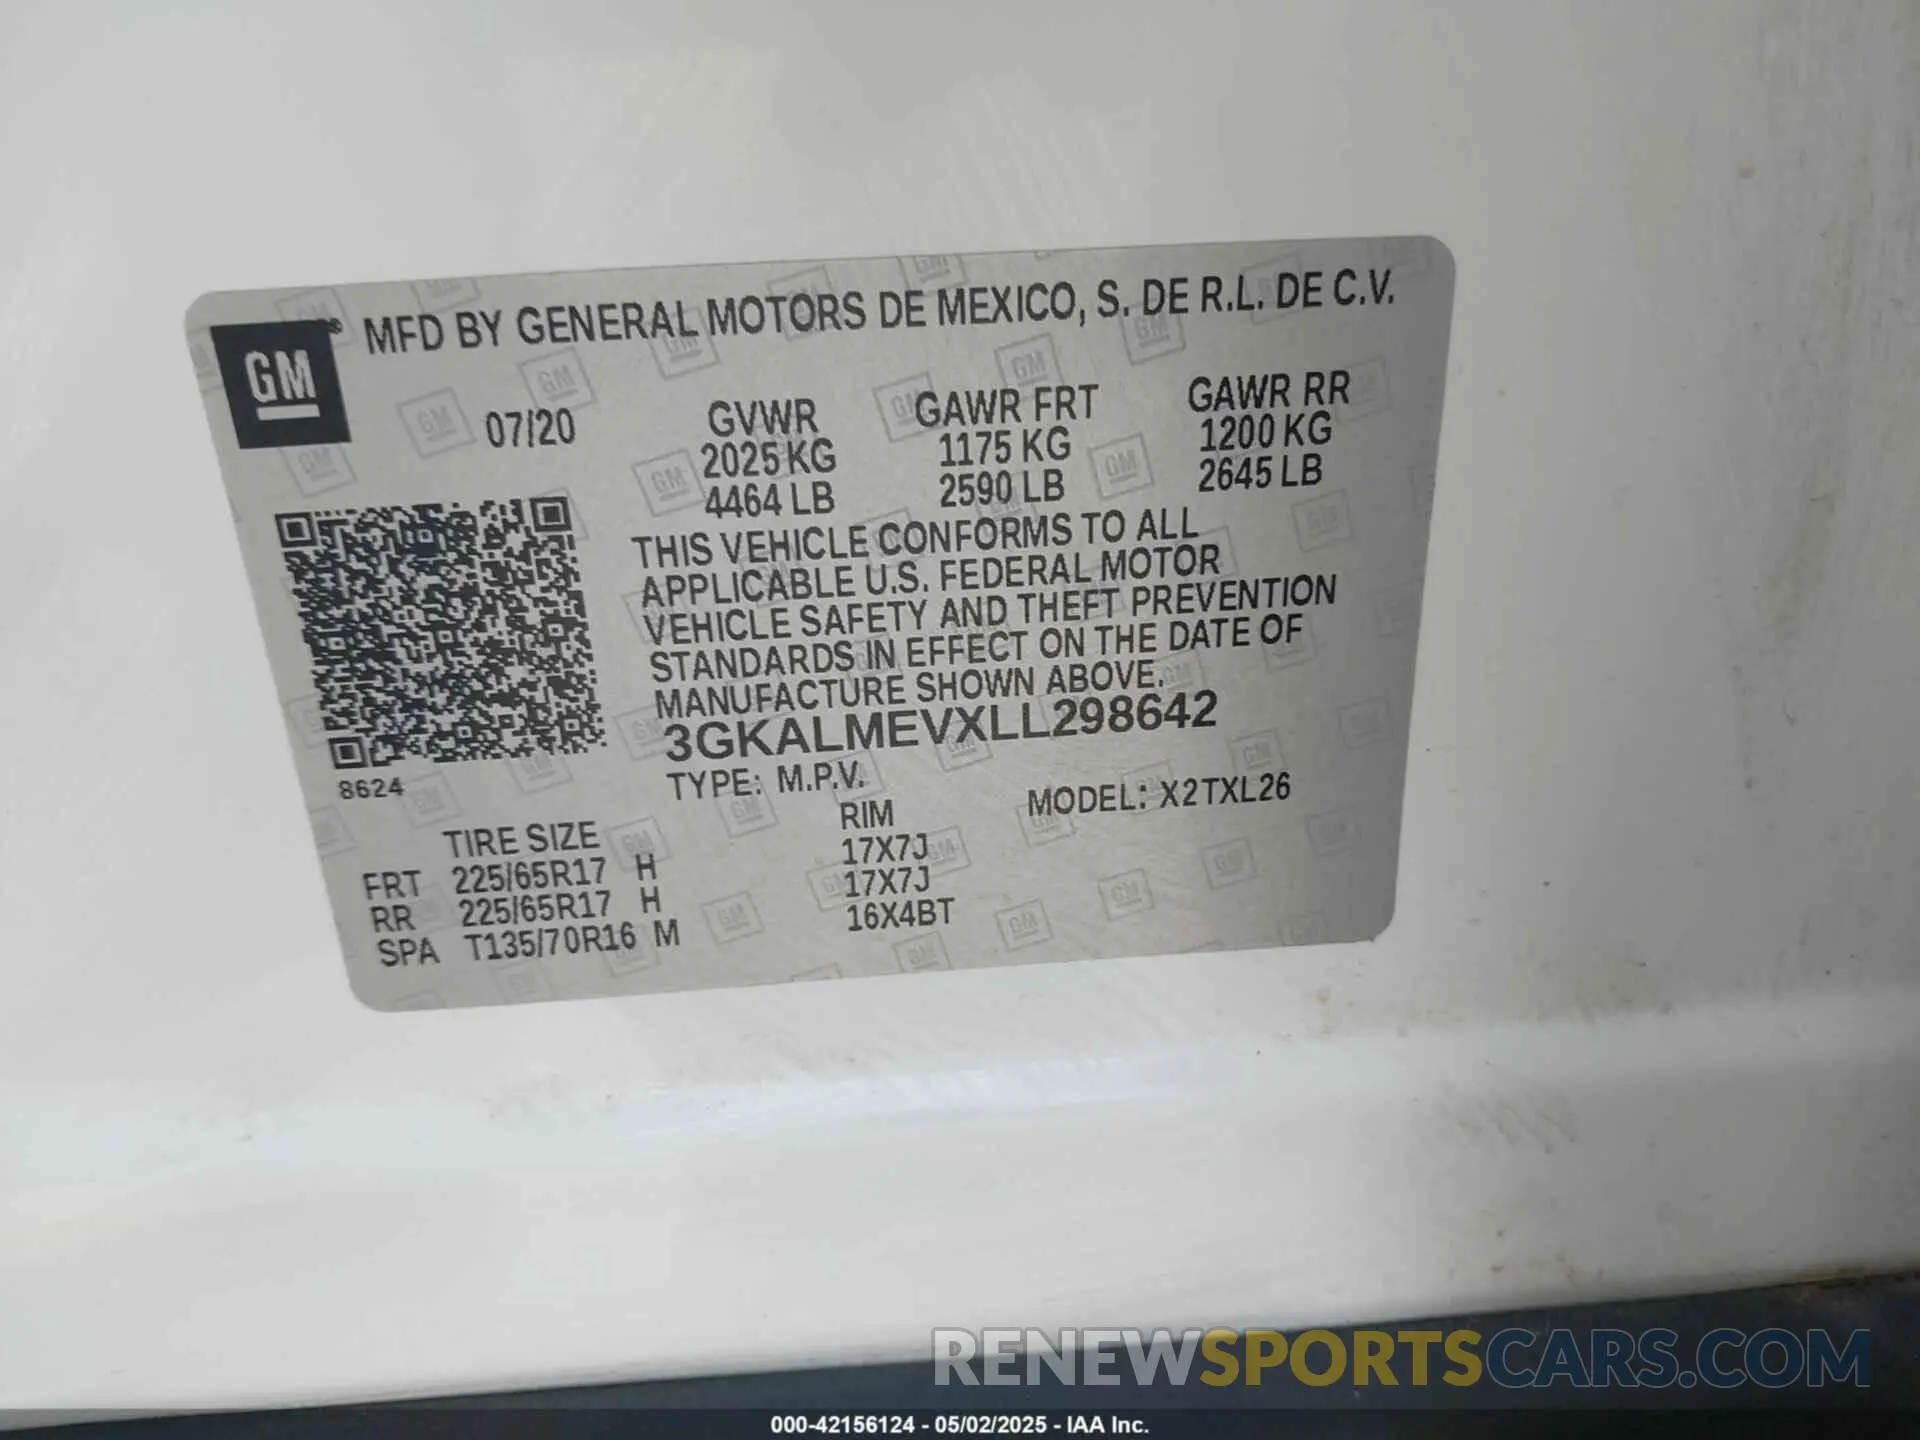 GM® MFD BY GENERAL MOTORS DE MEXICO, S. DE R.L. DE C.V.
07/20 GVWR GAWR FRT GAWR RR
2025 KG 1175 KG 1200 KG
4464 LB 2590 LB 2645 LB
THIS VEHICLE CONFORMS TO ALL
APPLICABLE U.S. FEDERAL MOTOR
VEHICLE SAFETY AND THEFT PREVENTION
STANDARDS IN EFFECT ON THE DATE OF
MANUFACTURE SHOWN ABOVE.
3GKALMEVXLL298642
8624 TYPE: M.P.V. MODEL: X2TXL26
TIRE SIZE RIM
FRT 225/65R17 H 17X7J
RR 225/65R17 H 17X7J
SPA T135/70R16 M 16X4BT
RENEWSPORTSCARS.COM
000-42156124 - 05/02/2025 - IAA Inc.